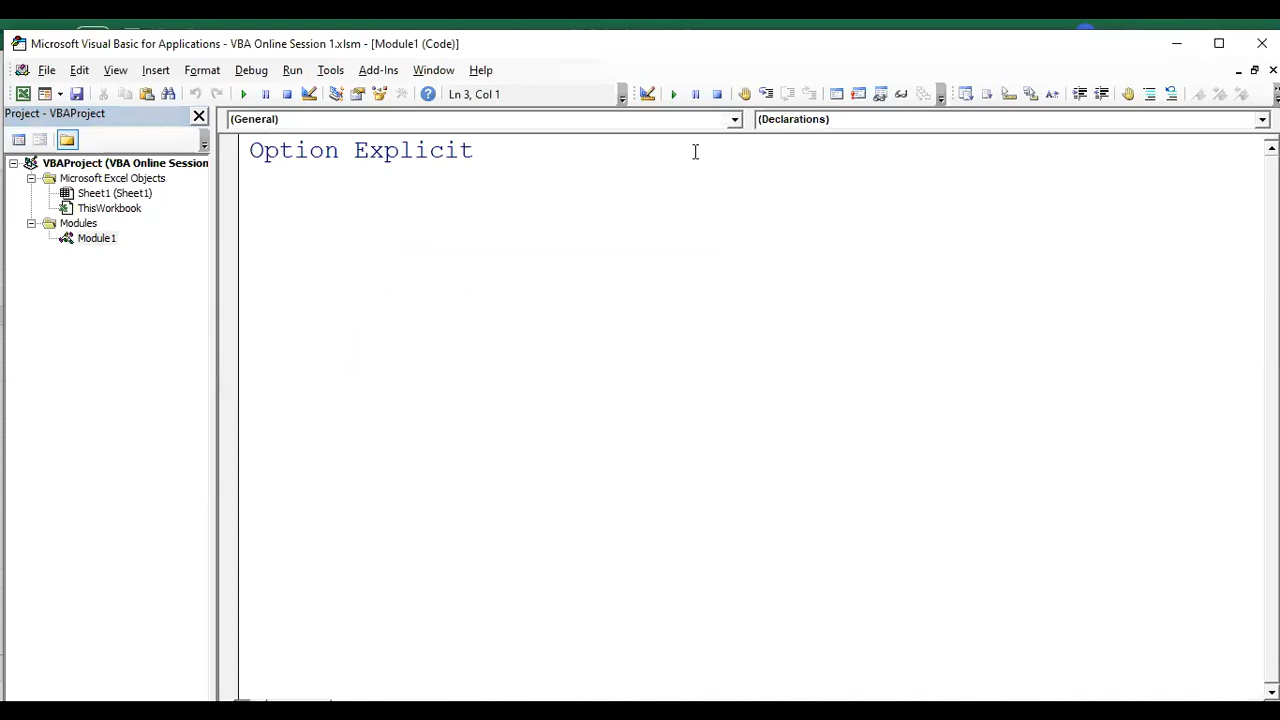 Microsoft Visual Basic for Applications - VBA Online Session 1.xlsm - [Module1 (Code)]
File Edit View Insert Format Debug Run Tools Add-Ins Window Help
Ln 3, Col 1
Project - VBAProject
(General)
(Declarations)
Option Explicit
VBAProject (VBA Online Session
Microsoft Excel Objects
Sheet1 (Sheet1)
ThisWorkbook
Modules
Module1